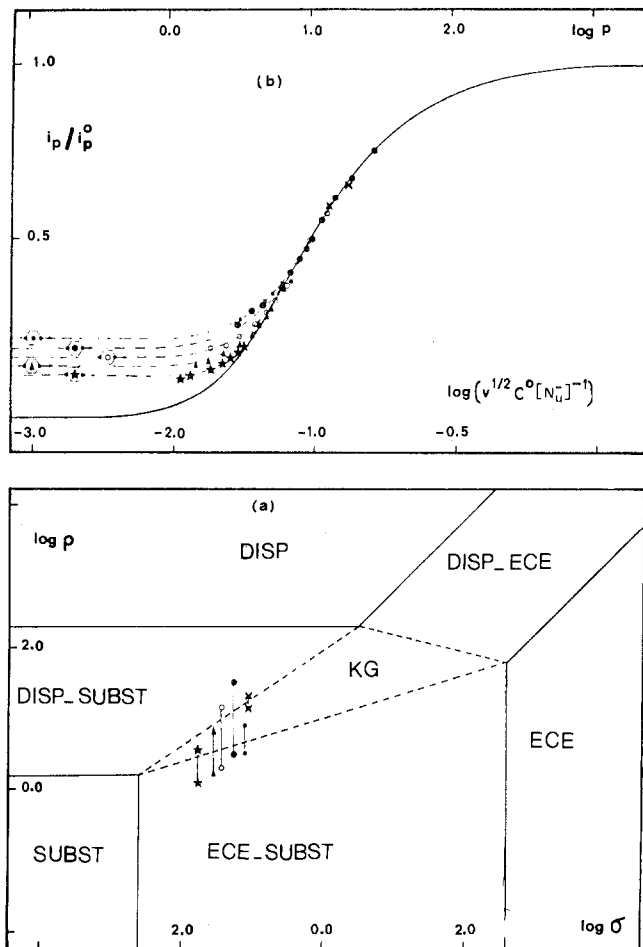 0.0 1.0 2.0 log p
1.0
(b)
i_p/i_p^o
0.5
log(v^1/2 C^o [N_u^-]^-1)
-3.0 -2.0 -1.0 -0.5
(a)
log ρ
DISP
DISP_ECE
2.0
KG
DISP_SUBST
ECE
0.0
SUBST
ECE_SUBST
2.0 0.0 2.0 log σ